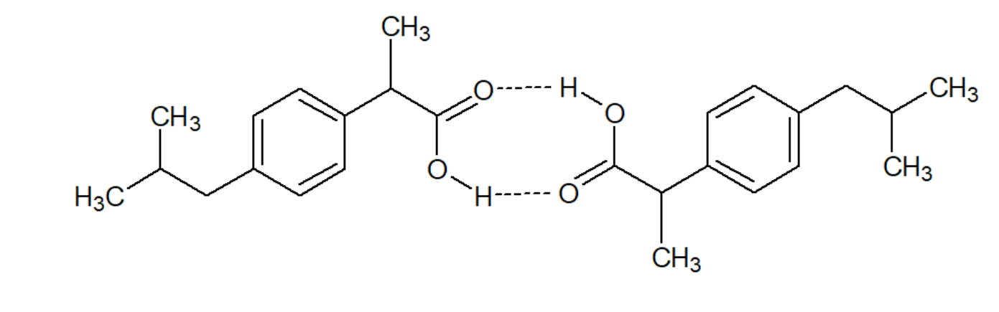 CH3
O H CH3
CH3 O
O CH3
H3C H O
CH3